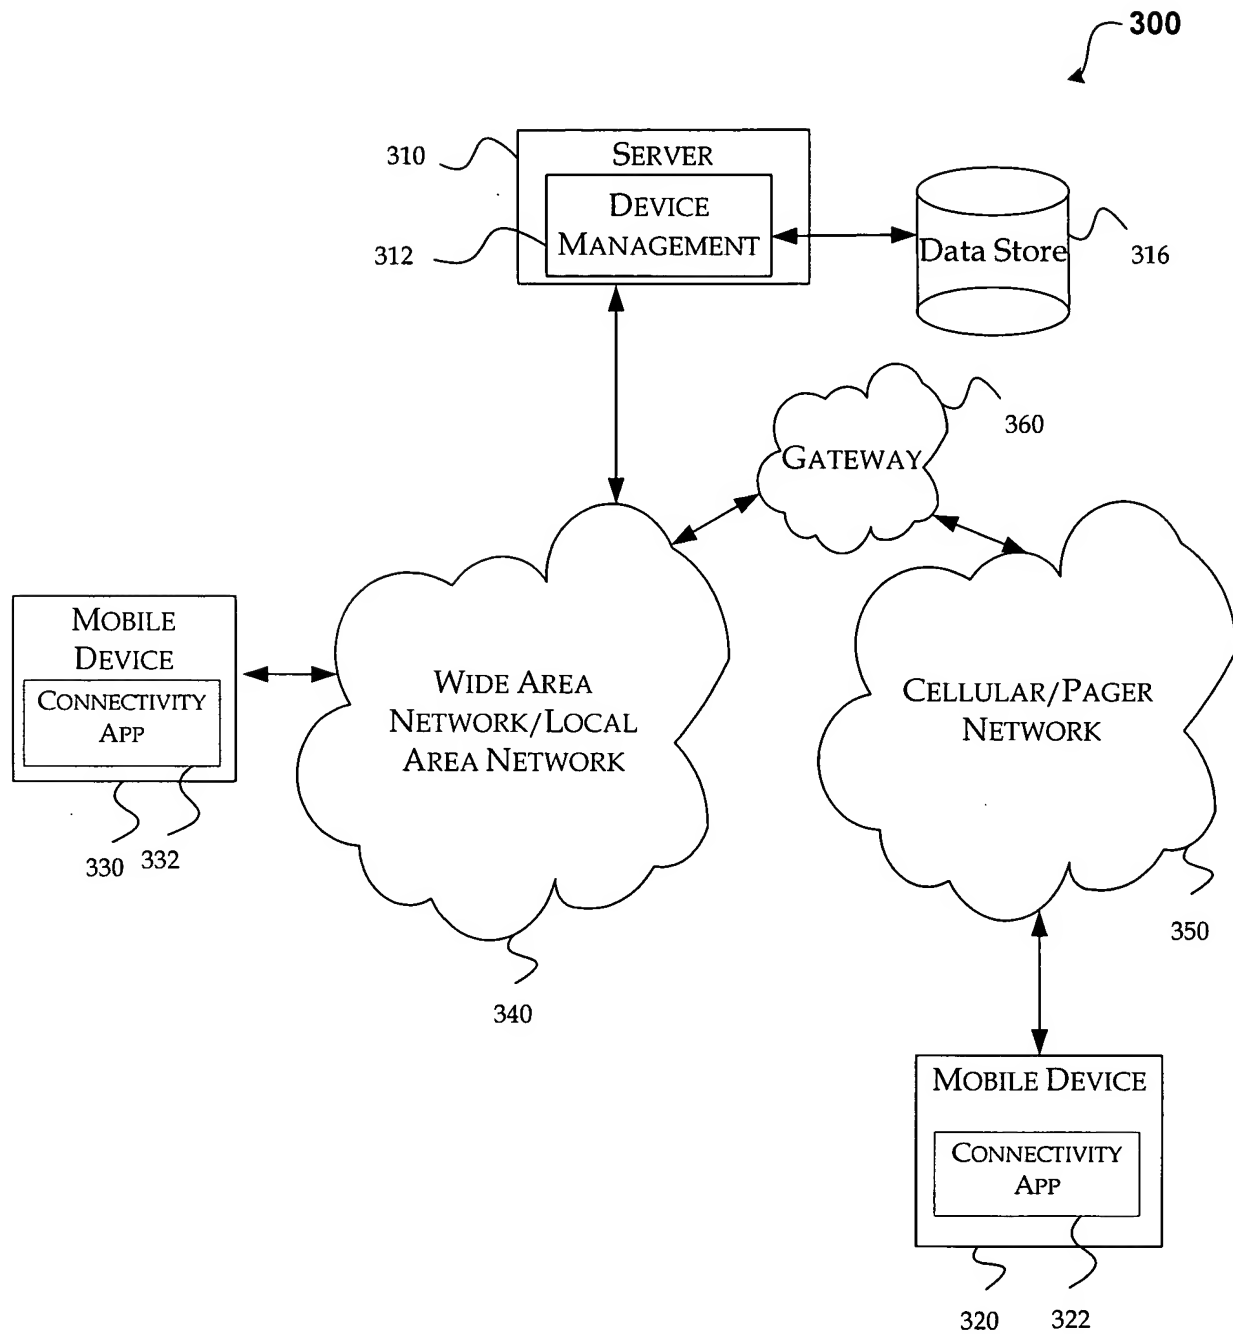 300
310
SERVER
DEVICE
MANAGEMENT
312
Data Store
316
360
GATEWAY
MOBILE
DEVICE
CONNECTIVITY
APP
330
332
WIDE AREA
NETWORK/LOCAL
AREA NETWORK
340
CELLULAR/PAGER
NETWORK
350
MOBILE DEVICE
CONNECTIVITY
APP
320
322